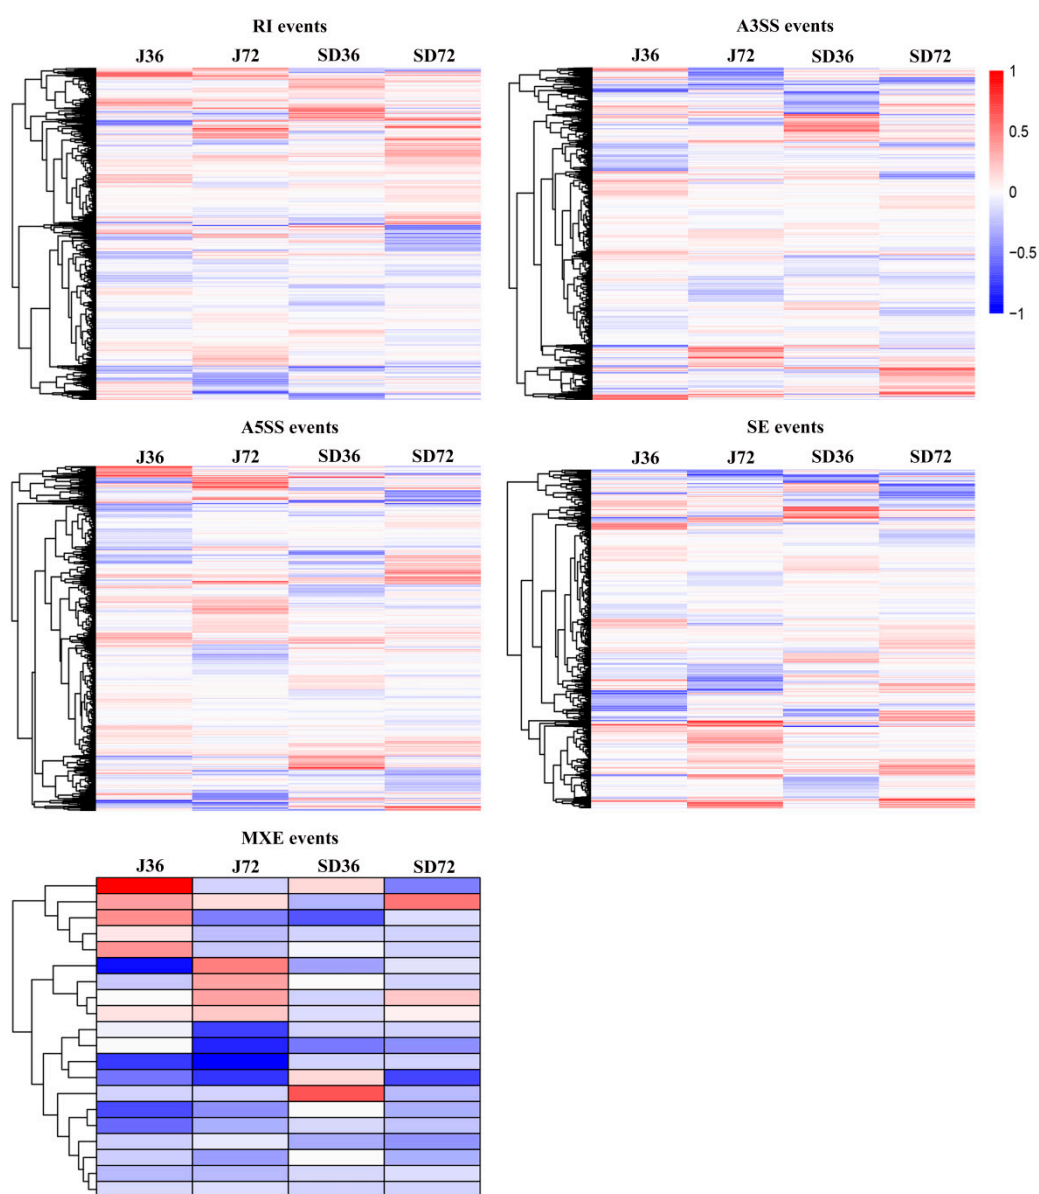 RI events
J36 J72 SD36 SD72
A3SS events
J36 J72 SD36 SD72
1
0.5
0
−0.5
−1
A5SS events
J36 J72 SD36 SD72
SE events
J36 J72 SD36 SD72
MXE events
J36 J72 SD36 SD72